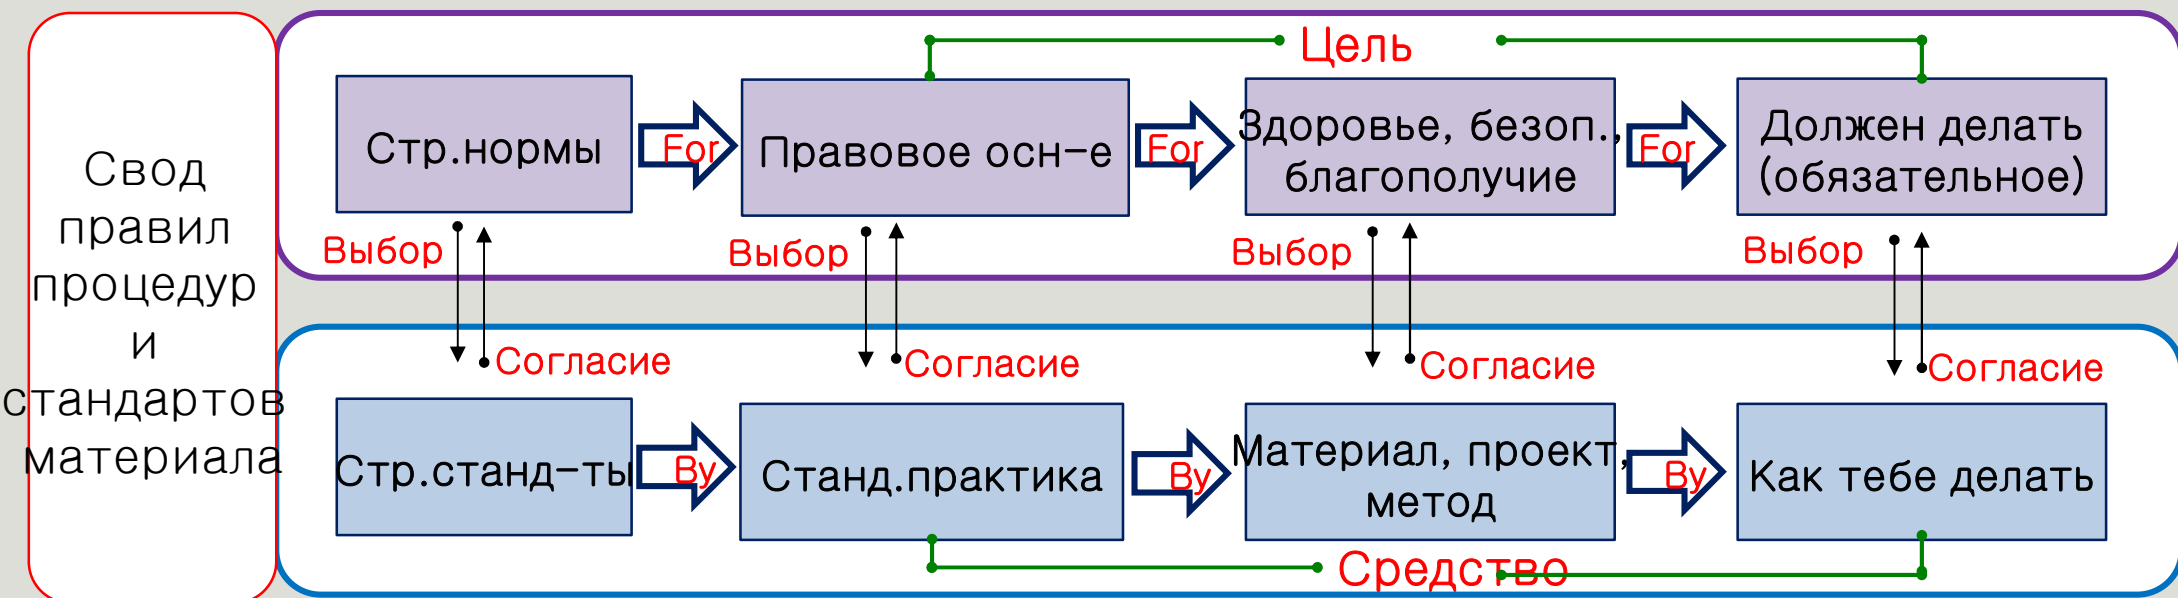 Свод
правил
процедур
и
стандартов
материала
Цель
Стр.нормы
For
Правовое осн-е
For
Здоровье, безоп.,
благополучие
For
Должен делать
(обязательное)
Выбор
Выбор
Выбор
Выбор
Согласие
Согласие
Согласие
Согласие
Стр.станд-ты
By
Станд.практика
By
Материал, проект,
метод
By
Как тебе делать
Средство